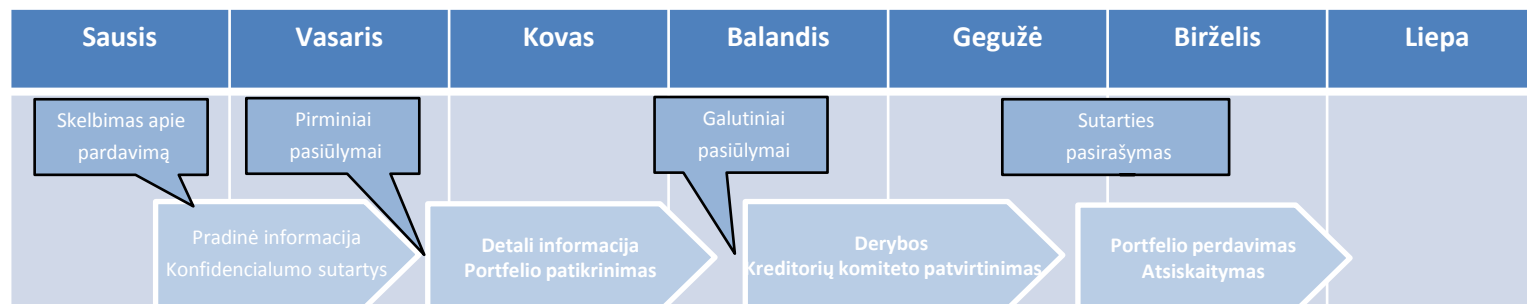 Sausis Vasaris Kovas Balandis Gegužė Birželis Liepa
Skelbimas apie
pardavimą
Pirminiai
pasiūlymai
Galutiniai
pasiūlymai
Sutarties
pasirašymas
Pradinė informacija
Konfidencialumo sutartys
Detali informacija
Portfelio patikrinimas
Derybos
Kreditorių komiteto patvirtinimas
Portfelio perdavimas
Atsiskaitymas